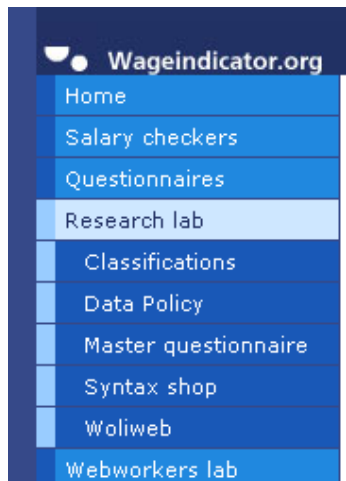 Wageindicator.org
Home
Salary checkers
Questionnaires
Research lab
Classifications
Data Policy
Master questionnaire
Syntax shop
Woliweb
Webworkers lab